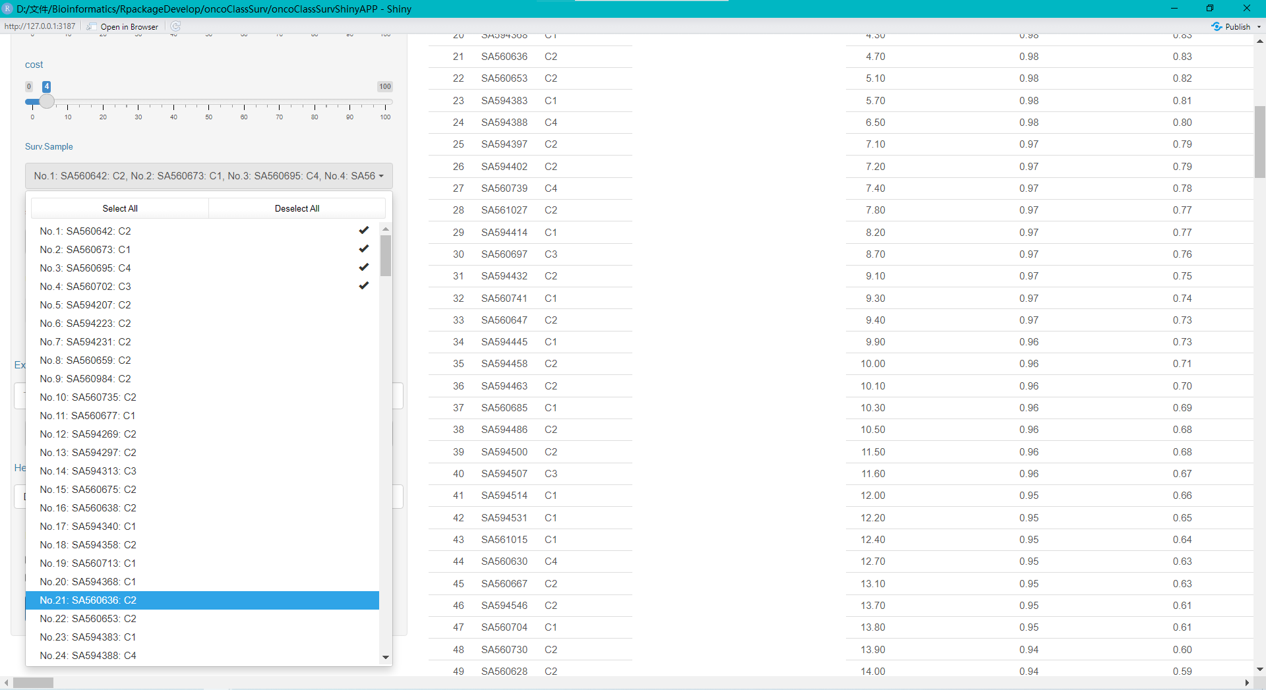 D:/文件/Bioinformatics/RpackageDevelop/oncoClassSurv/oncoClassSurvShinyAPP - Shiny
http://127.0.0.1:3187 Open in Browser Publish
0 10 20 30 40 50 60 70 80 90 100
cost
0 4 100
0 10 20 30 40 50 60 70 80 90 100
Surv.Sample
No.1: SA560642: C2, No.2: SA560673: C1, No.3: SA560695: C4, No.4: SA56
Select All Deselect All
No.1: SA560642: C2
No.2: SA560673: C1
No.3: SA560695: C4
No.4: SA560702: C3
No.5: SA594207: C2
No.6: SA594223: C2
No.7: SA594231: C2
No.8: SA560659: C2
No.9: SA560984: C2
No.10: SA560735: C2
No.11: SA560677: C1
No.12: SA594269: C2
No.13: SA594297: C2
No.14: SA594313: C3
No.15: SA560675: C2
No.16: SA560638: C2
No.17: SA594340: C1
No.18: SA594358: C2
No.19: SA560713: C1
No.20: SA594368: C1
No.21: SA560636: C2
No.22: SA560653: C2
No.23: SA594383: C1
No.24: SA594388: C4
Ex
He
20 SA594368 C1
21 SA560636 C2
22 SA560653 C2
23 SA594383 C1
24 SA594388 C4
25 SA594397 C2
26 SA594402 C2
27 SA560739 C4
28 SA561027 C2
29 SA594414 C1
30 SA560697 C3
31 SA594432 C2
32 SA560741 C1
33 SA560647 C2
34 SA594445 C1
35 SA594458 C2
36 SA594463 C2
37 SA560685 C1
38 SA594486 C2
39 SA594500 C2
40 SA594507 C3
41 SA594514 C1
42 SA594531 C1
43 SA561015 C1
44 SA560630 C4
45 SA560667 C2
46 SA594546 C2
47 SA560704 C1
48 SA560730 C2
49 SA560628 C2
4.30 0.98 0.83
4.70 0.98 0.83
5.10 0.98 0.82
5.70 0.98 0.81
6.50 0.98 0.80
7.10 0.97 0.79
7.20 0.97 0.79
7.40 0.97 0.78
7.80 0.97 0.77
8.20 0.97 0.77
8.70 0.97 0.76
9.10 0.97 0.75
9.30 0.97 0.74
9.40 0.97 0.73
9.90 0.96 0.73
10.00 0.96 0.71
10.10 0.96 0.70
10.30 0.96 0.69
10.50 0.96 0.68
11.50 0.96 0.68
11.60 0.96 0.67
12.00 0.95 0.66
12.20 0.95 0.65
12.40 0.95 0.64
12.70 0.95 0.63
13.10 0.95 0.63
13.70 0.95 0.61
13.80 0.95 0.61
13.90 0.94 0.60
14.00 0.94 0.59